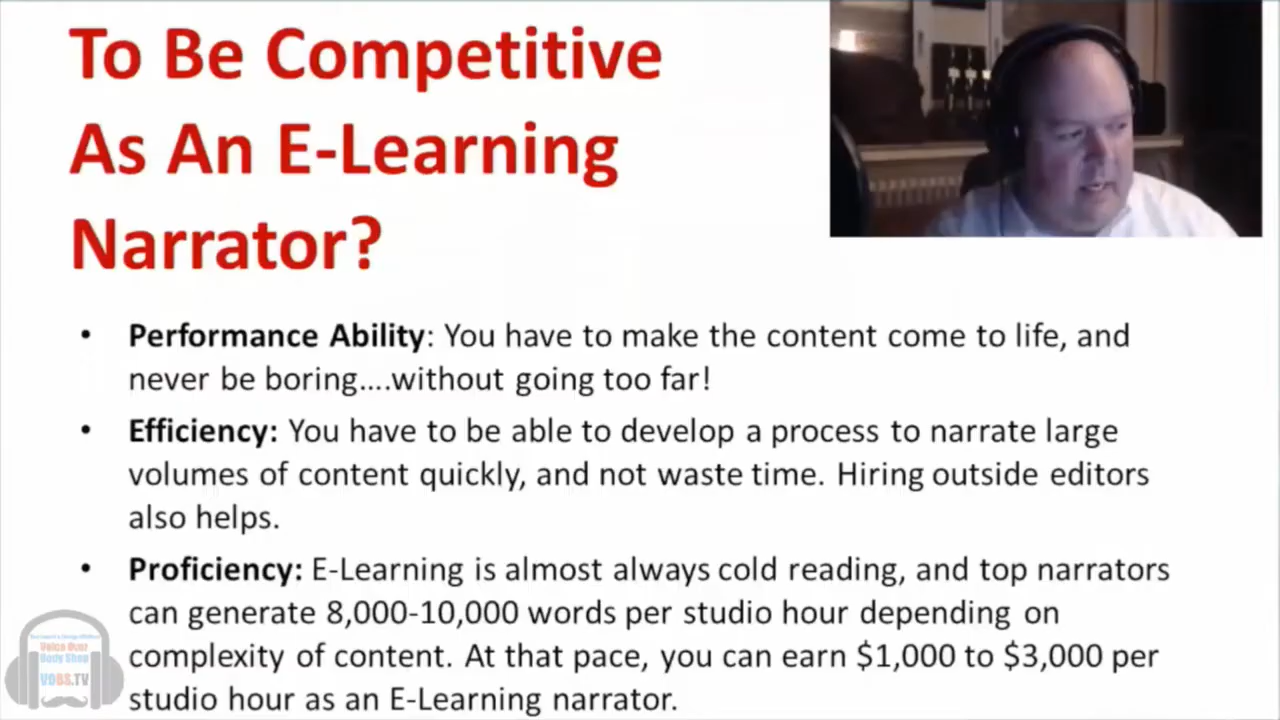 To Be Competitive
As An E-Learning
Narrator?
• Performance Ability: You have to make the content come to life, and
never be boring....without going too far!
• Efficiency: You have to be able to develop a process to narrate large
volumes of content quickly, and not waste time. Hiring outside editors
also helps.
• Proficiency: E-Learning is almost always cold reading, and top narrators
can generate 8,000-10,000 words per studio hour depending on
complexity of content. At that pace, you can earn $1,000 to $3,000 per
studio hour as an E-Learning narrator.
Voice Over
Body Shop
VOBS.TV